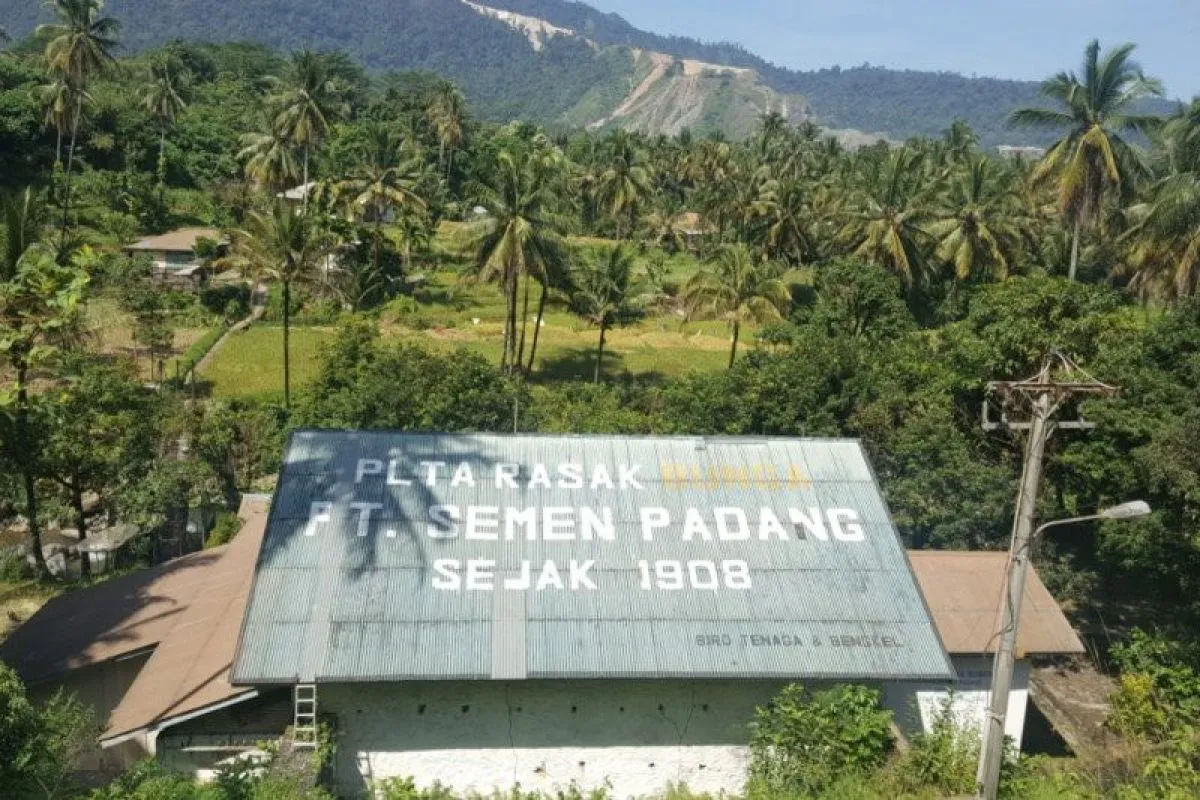 PLTA RASAK BUNGA
PT. SEMEN PADANG
SEJAK 1908
BIRO TENAGA & BENGKEL